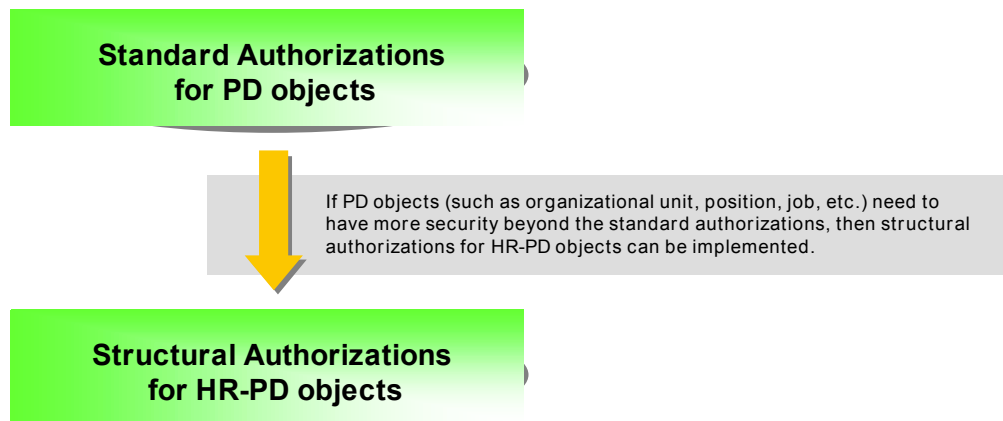 Standard Authorizations
for PD objects
If PD objects (such as organizational unit, position, job, etc.) need to
have more security beyond the standard authorizations, then structural
authorizations for HR-PD objects can be implemented.
Structural Authorizations
for HR-PD objects